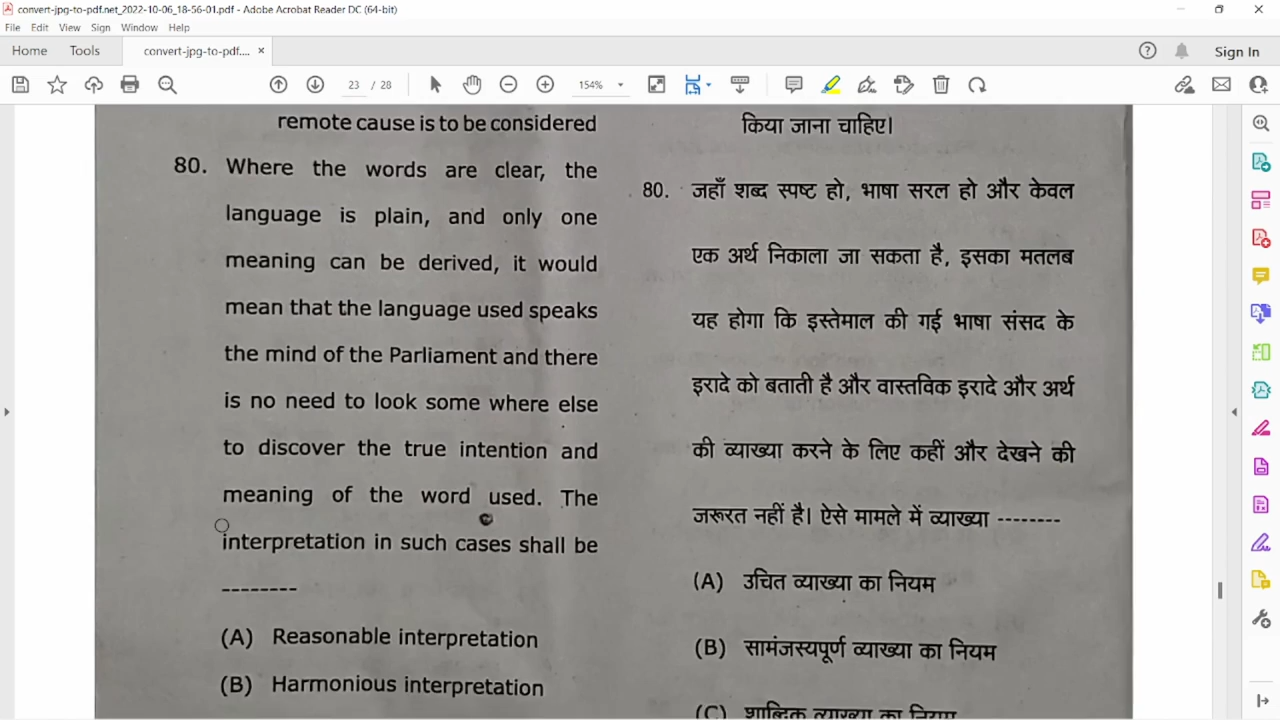 convert-jpg-to-pdf.net_2022-10-06_18-56-01.pdf - Adobe Acrobat Reader DC (64-bit)
File Edit View Sign Window Help
Home Tools convert-jpg-to-pdf.... × Sign In
23 / 28 154%
remote cause is to be considered
80. Where the words are clear, the
language is plain, and only one
meaning can be derived, it would
mean that the language used speaks
the mind of the Parliament and there
is no need to look some where else
to discover the true intention and
meaning of the word used. The
interpretation in such cases shall be
--------
(A) Reasonable interpretation
(B) Harmonious interpretation
किया जाना चाहिए।
80. जहाँ शब्द स्पष्ट हो, भाषा सरल हो और केवल
एक अर्थ निकाला जा सकता है, इसका मतलब
यह होगा कि इस्तेमाल की गई भाषा संसद के
इरादे को बताती है और वास्तविक इरादे और अर्थ
की व्याख्या करने के लिए कहीं और देखने की
जरूरत नहीं है। ऐसे मामले में व्याख्या --------
(A) उचित व्याख्या का नियम
(B) सामंजस्यपूर्ण व्याख्या का नियम
(C) शाब्दिक व्याख्या का नियम